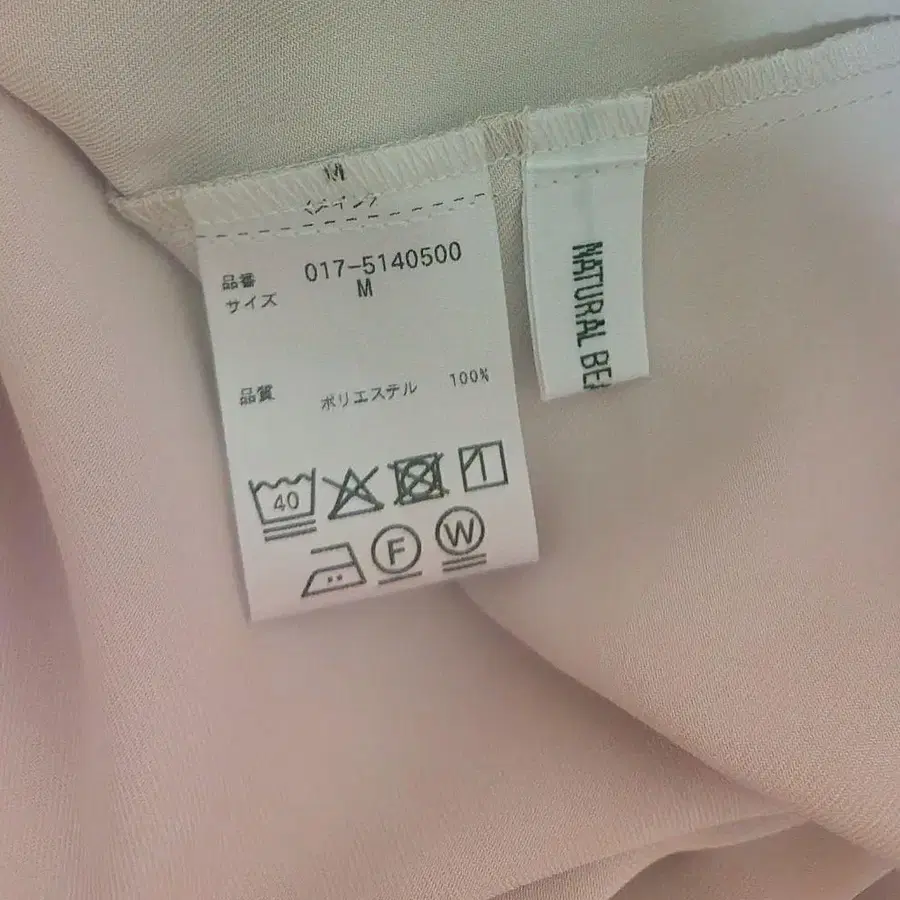 M
品番 017-5140500
サイズ M
品質 ポリエステル 100%
40
F W
NATURAL BEA